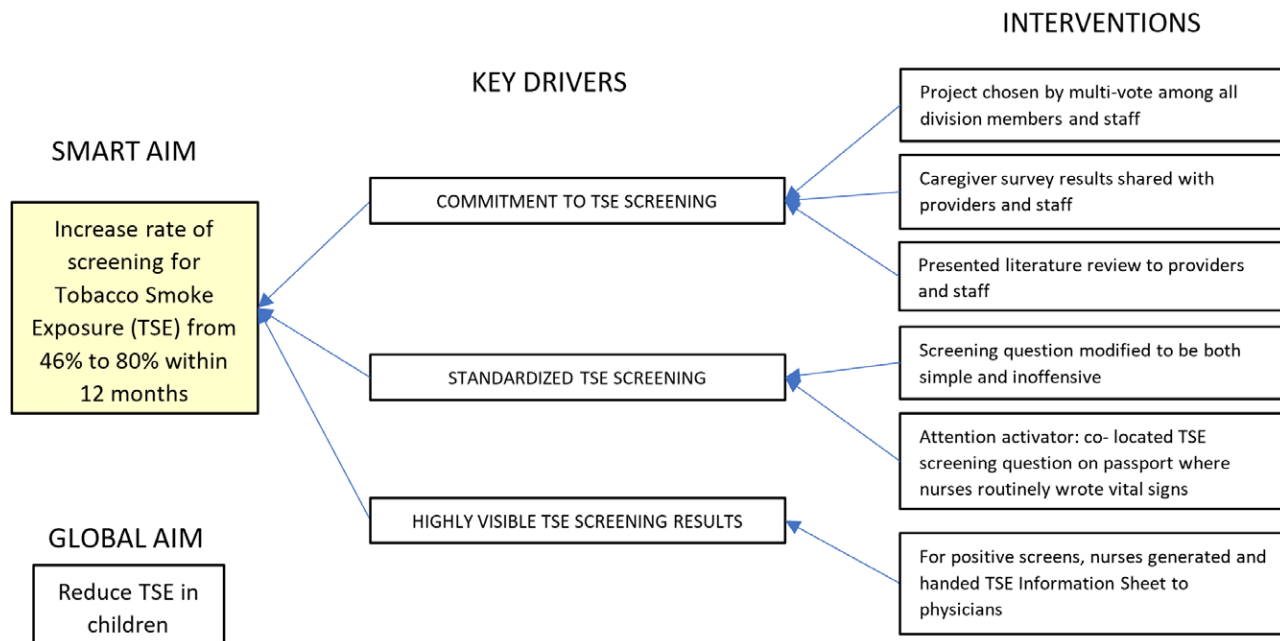 SMART AIM
Increase rate of
screening for
Tobacco Smoke
Exposure (TSE) from
46% to 80% within
12 months
GLOBAL AIM
Reduce TSE in
children
KEY DRIVERS
COMMITMENT TO TSE SCREENING
STANDARDIZED TSE SCREENING
HIGHLY VISIBLE TSE SCREENING RESULTS
INTERVENTIONS
Project chosen by multi-vote among all
division members and staff
Caregiver survey results shared with
providers and staff
Presented literature review to providers
and staff
Screening question modified to be both
simple and inoffensive
Attention activator: co- located TSE
screening question on passport where
nurses routinely wrote vital signs
For positive screens, nurses generated and
handed TSE Information Sheet to
physicians